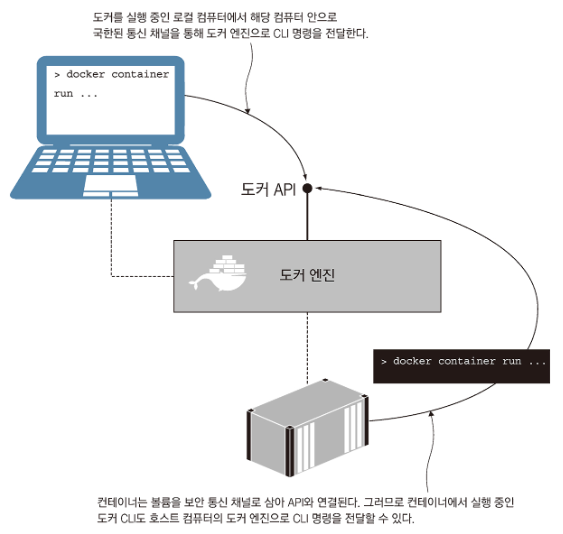 도커를 실행 중인 로컬 컴퓨터에서 해당 컴퓨터 안으로
국한된 통신 채널을 통해 도커 엔진으로 CLI 명령을 전달한다.
> docker container
run ...
도커 API
도커 엔진
> docker container run ...
컨테이너는 볼륨을 보안 통신 채널로 삼아 API와 연결된다. 그러므로 컨테이너에서 실행 중인
도커 CLI도 호스트 컴퓨터의 도커 엔진으로 CLI 명령을 전달할 수 있다.